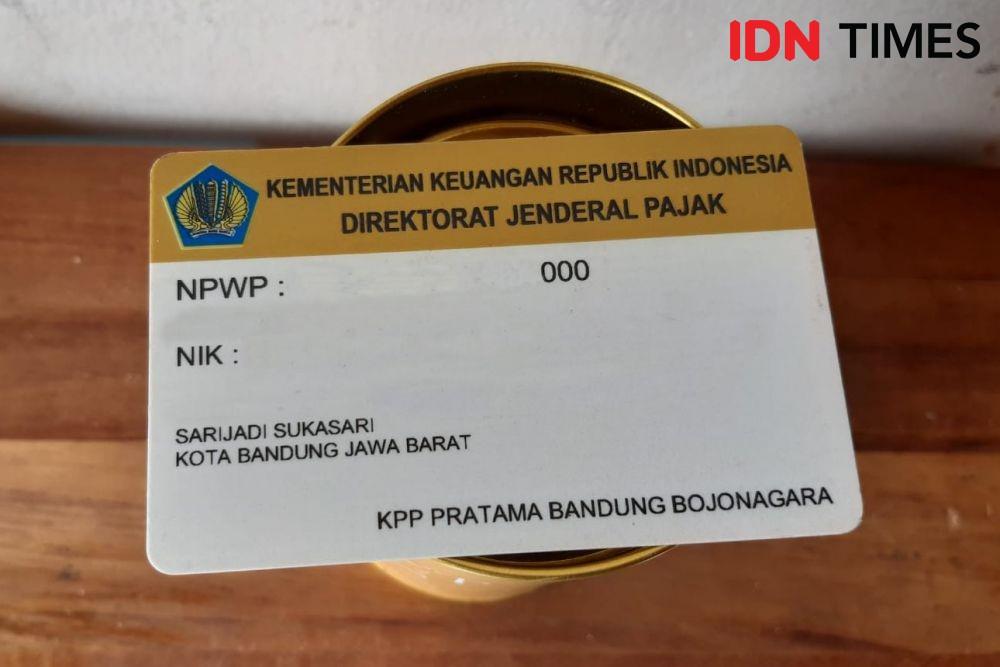 IDN TIMES
KEMENTERIAN KEUANGAN REPUBLIK INDONESIA
DIREKTORAT JENDERAL PAJAK
NPWP : 000
NIK :
SARIJADI SUKASARI
KOTA BANDUNG JAWA BARAT
KPP PRATAMA BANDUNG BOJONAGARA